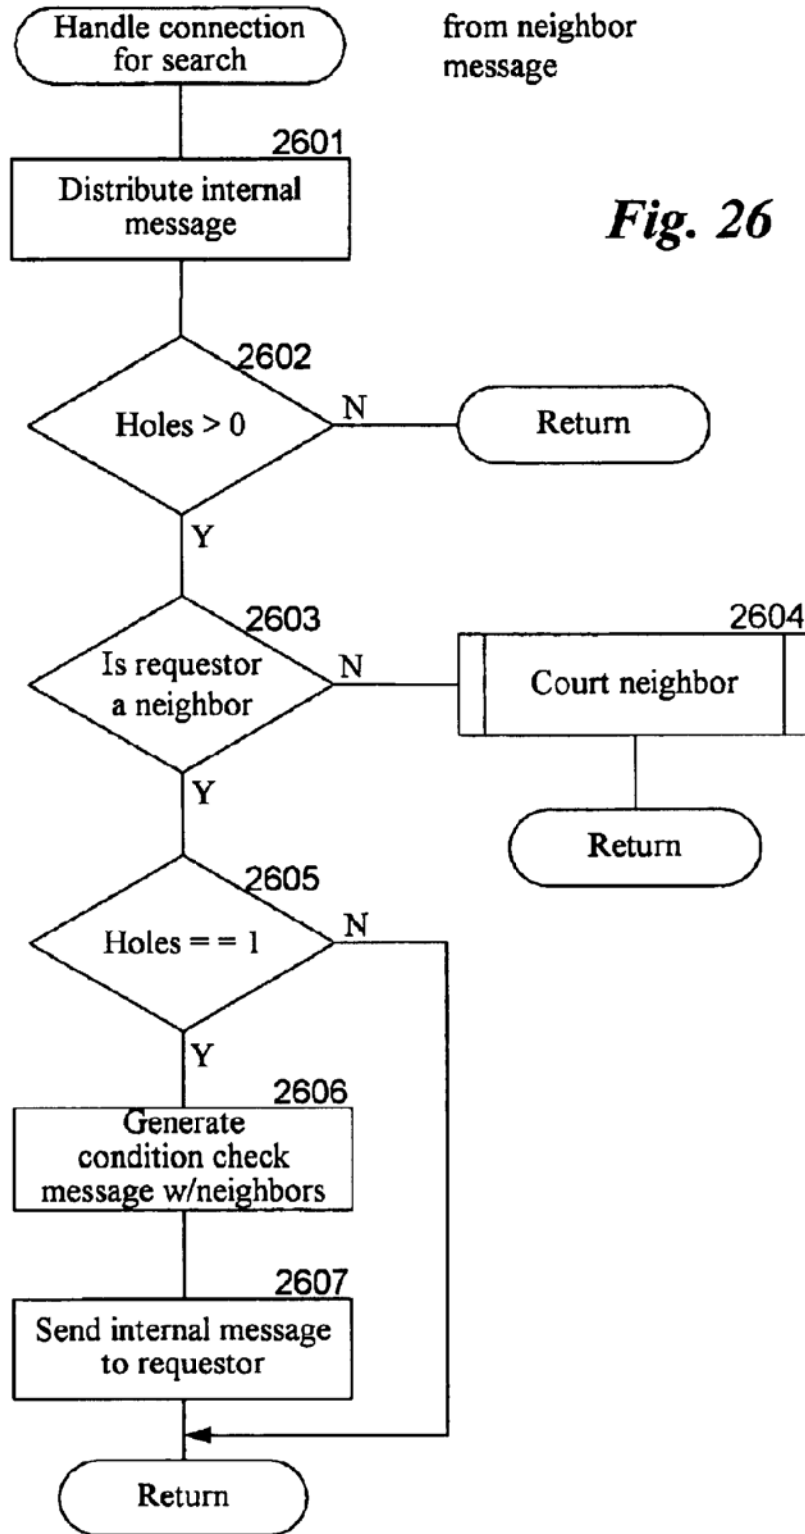 Handle connection
for search
from neighbor
message
2601
Distribute internal
message
Fig. 26
2602
Holes > 0
N
Return
Y
2603
Is requestor
a neighbor
N
2604
Court neighbor
Return
Y
2605
Holes = = 1
N
Y
2606
Generate
condition check
message w/neighbors
2607
Send internal message
to requestor
Return